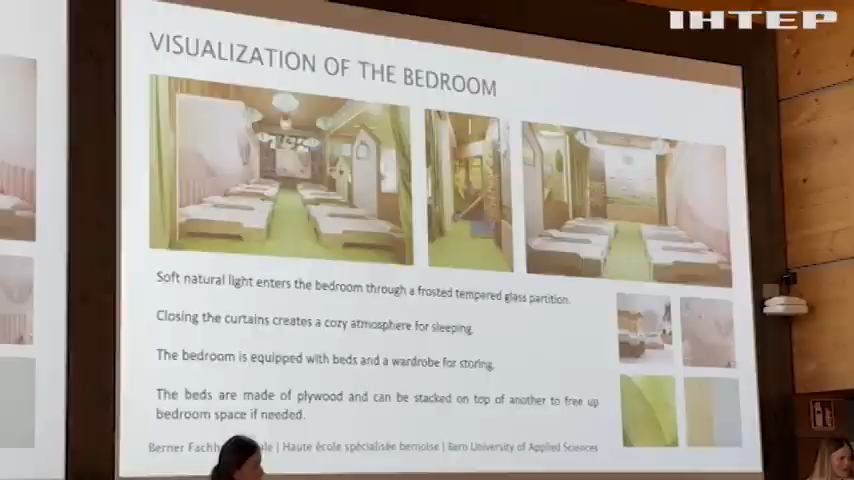 ІНТЕР
VISUALIZATION OF THE BEDROOM
Soft natural light enters the bedroom through a frosted tempered glass partition.
Closing the curtains creates a cozy atmosphere for sleeping.
The bedroom is equipped with beds and a wardrobe for storing.
The beds are made of plywood and can be stacked on top of another to free up
bedroom space if needed.
Berner | Haute école spécialisée bernoise | Bern University of Applied Sciences